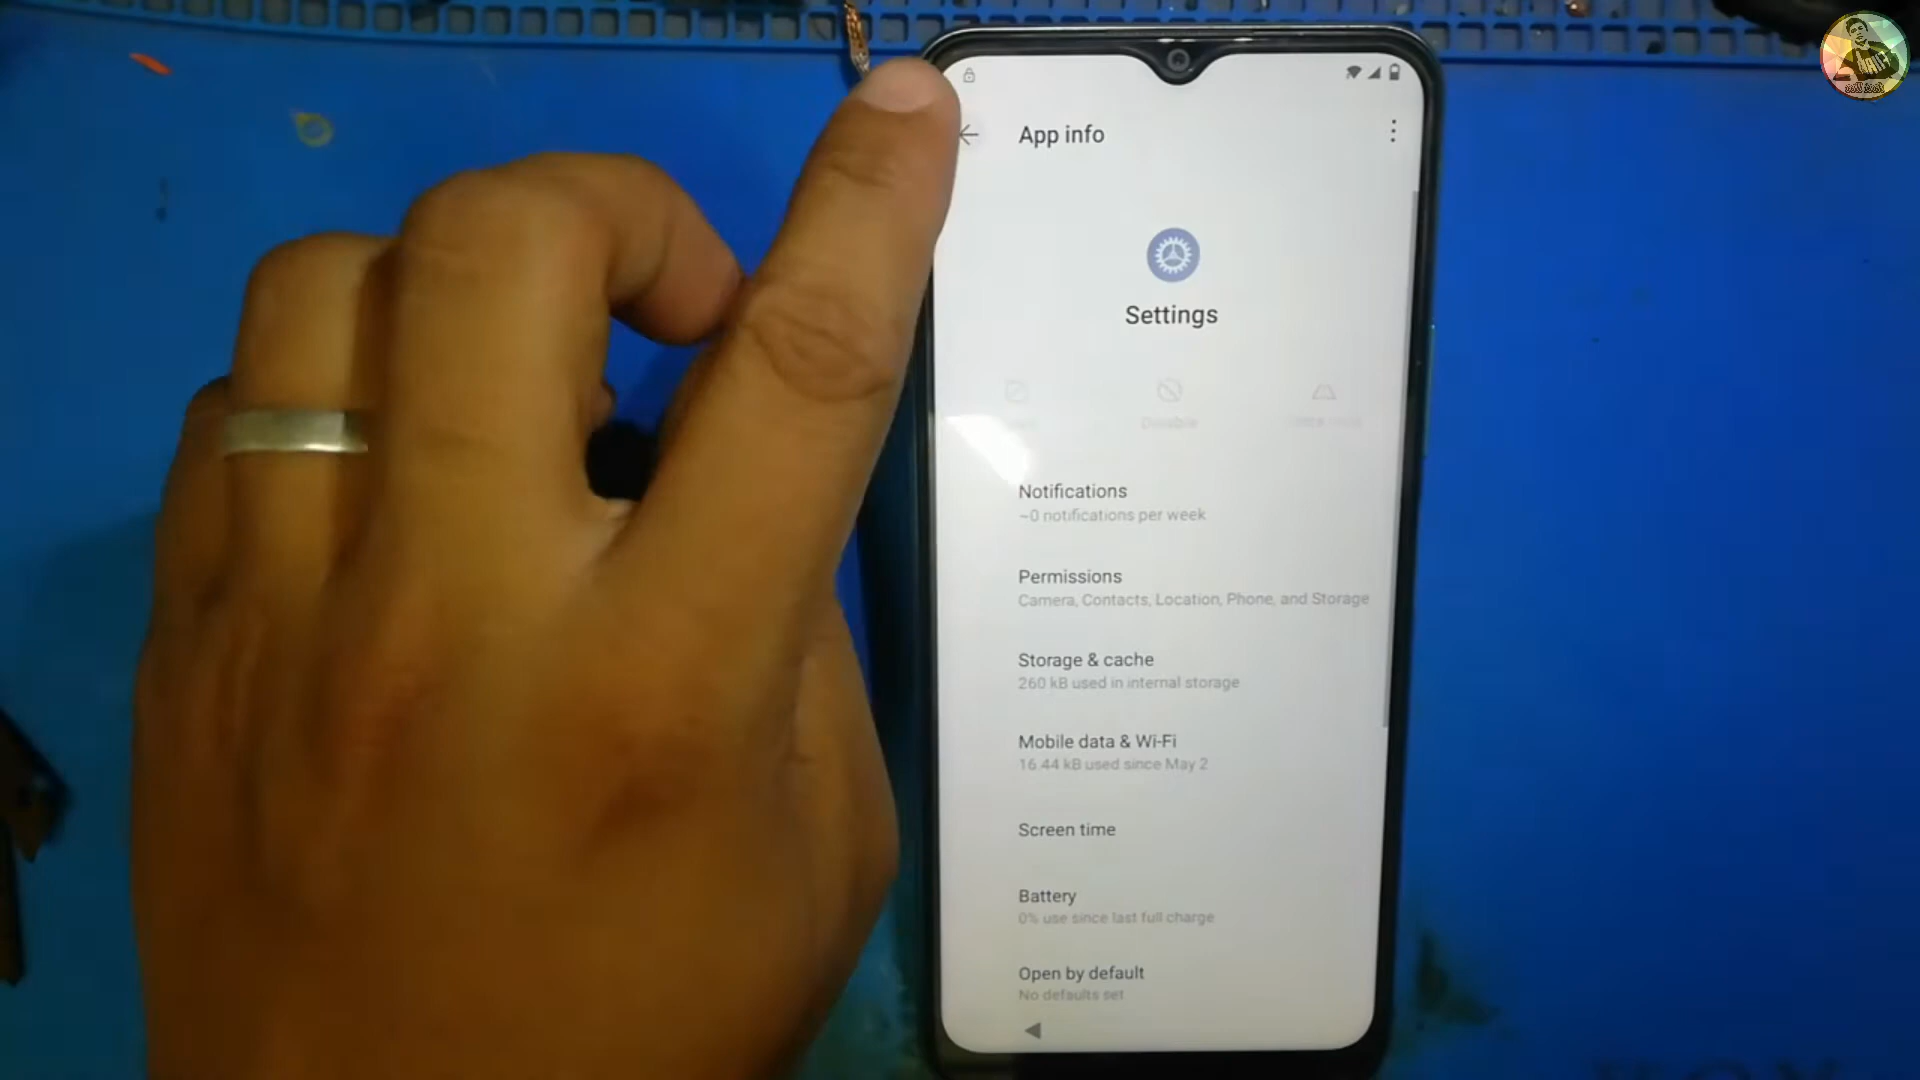 App info
Settings
Disable
Notifications
~0 notifications per week
Permissions
Camera, Contacts, Location, Phone, and Storage
Storage & cache
260 kB used in internal storage
Mobile data & Wi-Fi
16.44 kB used since May 2
Screen time
Battery
0% use since last full charge
Open by default
No defaults set